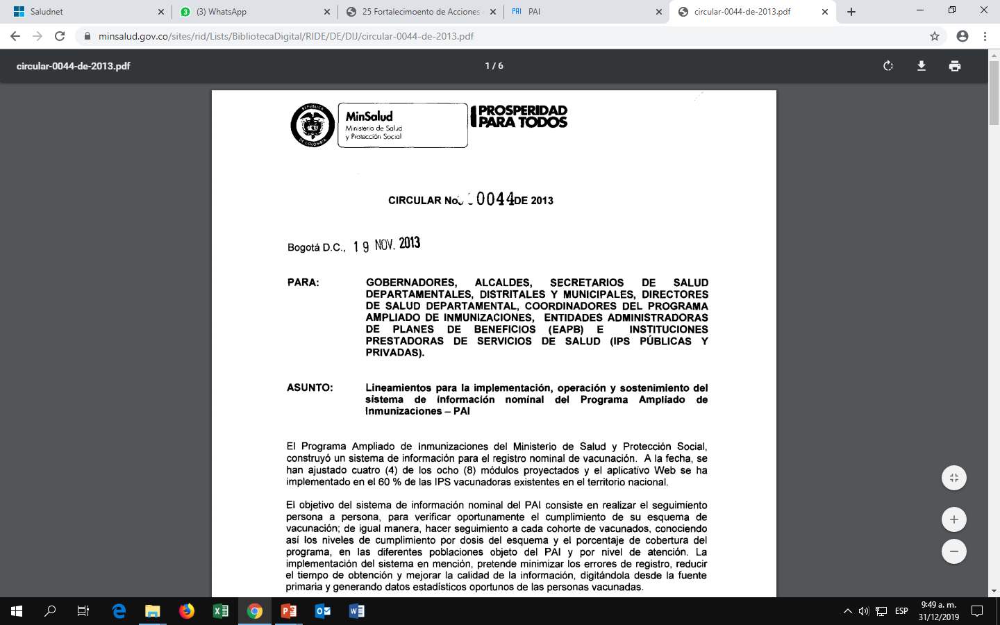 Saludnet
(3) WhatsApp
25 Fortalecimoento de Acciones
PAI PAI
circular-0044-de-2013.pdf
minsalud.gov.co/sites/rid/Lists/BibliotecaDigital/RIDE/DE/DIJ/circular-0044-de-2013.pdf
circular-0044-de-2013.pdf
1 / 6
REPUBLICA
DE COLOMBIA
MinSalud
Ministerio de Salud
y Protección Social
PROSPERIDAD
PARA TODOS
CIRCULAR No. 0044 DE 2013
Bogotá D.C., 19 NOV. 2013
PARA: GOBERNADORES, ALCALDES, SECRETARIOS DE SALUD
DEPARTAMENTALES, DISTRITALES Y MUNICIPALES, DIRECTORES
DE SALUD DEPARTAMENTAL, COORDINADORES DEL PROGRAMA
AMPLIADO DE INMUNIZACIONES, ENTIDADES ADMINISTRADORAS
DE PLANES DE BENEFICIOS (EAPB) E INSTITUCIONES
PRESTADORAS DE SERVICIOS DE SALUD (IPS PÚBLICAS Y
PRIVADAS).
ASUNTO: Lineamientos para la implementación, operación y sostenimiento del
sistema de información nominal del Programa Ampliado de
Inmunizaciones – PAI
El Programa Ampliado de Inmunizaciones del Ministerio de Salud y Protección Social,
construyó un sistema de información para el registro nominal de vacunación. A la fecha, se
han ajustado cuatro (4) de los ocho (8) módulos proyectados y el aplicativo Web se ha
implementado en el 60 % de las IPS vacunadoras existentes en el territorio nacional.
El objetivo del sistema de información nominal del PAI consiste en realizar el seguimiento
persona a persona, para verificar oportunamente el cumplimiento de su esquema de
vacunación; de igual manera, hacer seguimiento a cada cohorte de vacunados, conociendo
así los niveles de cumplimiento por dosis del esquema y el porcentaje de cobertura del
programa, en las diferentes poblaciones objeto del PAI y por nivel de atención. La
implementación del sistema en mención, pretende minimizar los errores de registro, reducir
el tiempo de obtención y mejorar la calidad de la información, digitándola desde la fuente
primaria y generando datos estadísticos oportunos de las personas vacunadas.
ESP
9:49 a. m.
31/12/2019